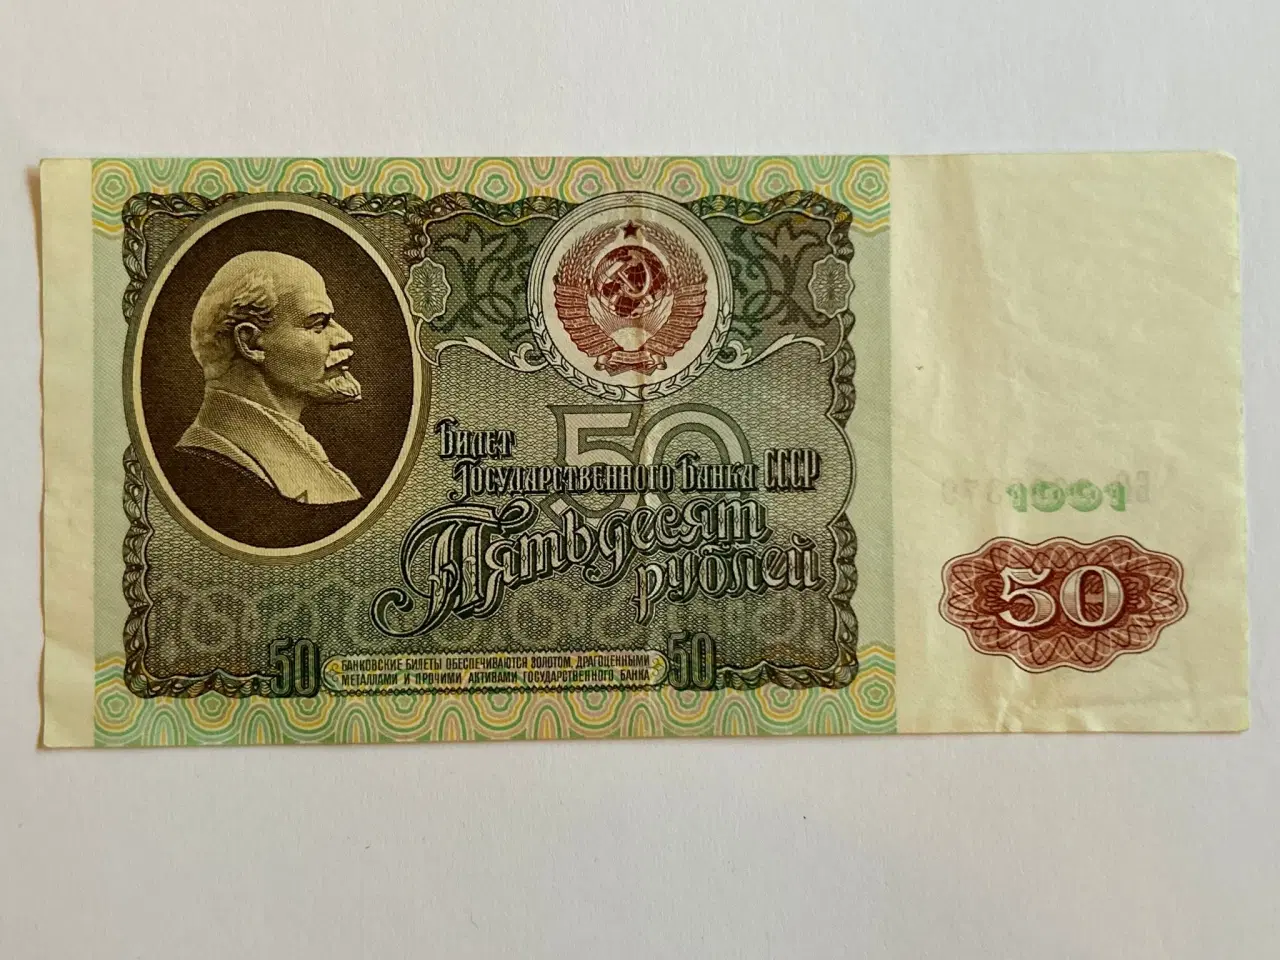 Билет
Государственного Банка СССР
50
Пятьдесят
рублей
1991
50
50
БАНКОВСКИЕ БИЛЕТЫ ОБЕСПЕЧИВАЮТСЯ ЗОЛОТОМ, ДРАГОЦЕННЫМИ
МЕТАЛЛАМИ И ПРОЧИМИ АКТИВАМИ ГОСУДАРСТВЕННОГО БАНКА
50